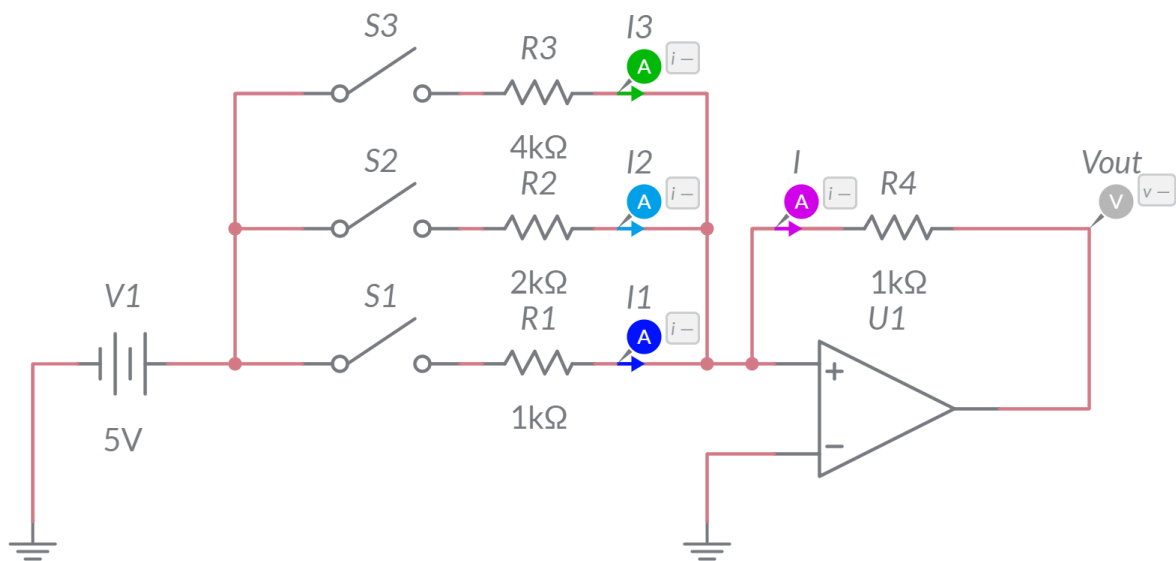 S3
R3
I3
A
i –
4kΩ
S2
R2
I2
A
i –
I
A
i –
R4
Vout
V
v –
2kΩ
1kΩ
V1
S1
R1
I1
A
i –
U1
5V
1kΩ
+
–